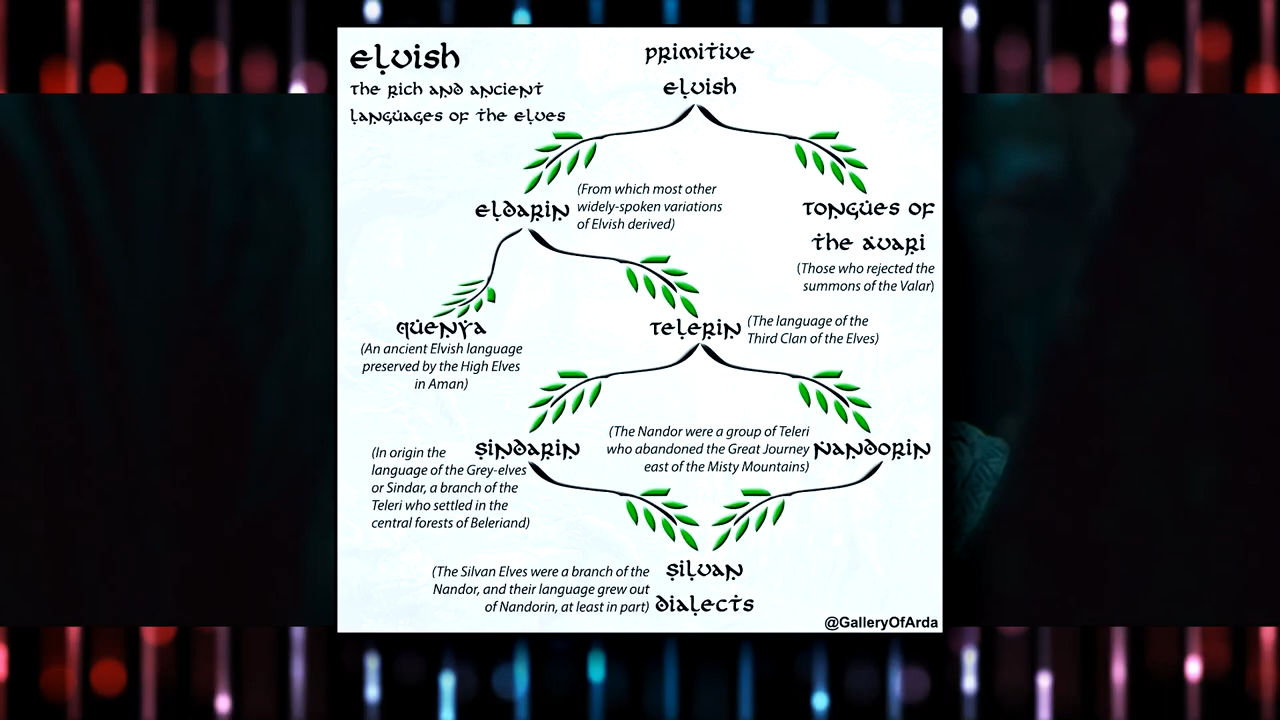 Elvish
The Rich and Ancient
Languages of the Elves
Primitive
Elvish
Eldarin
(From which most other
widely-spoken variations
of Elvish derived)
Tongues of
the Avari
(Those who rejected the
summons of the Valar)
Quenya
(An ancient Elvish language
preserved by the High Elves
in Aman)
Telerin
(The language of the
Third Clan of the Elves)
Sindarin
(In origin the
language of the Grey-elves
or Sindar, a branch of the
Teleri who settled in the
central forests of Beleriand)
(The Nandor were a group of Teleri
who abandoned the Great Journey
east of the Misty Mountains)
Nandorin
(The Silvan Elves were a branch of the
Nandor, and their language grew out
of Nandorin, at least in part)
Silvan
Dialects
@GalleryOfArda